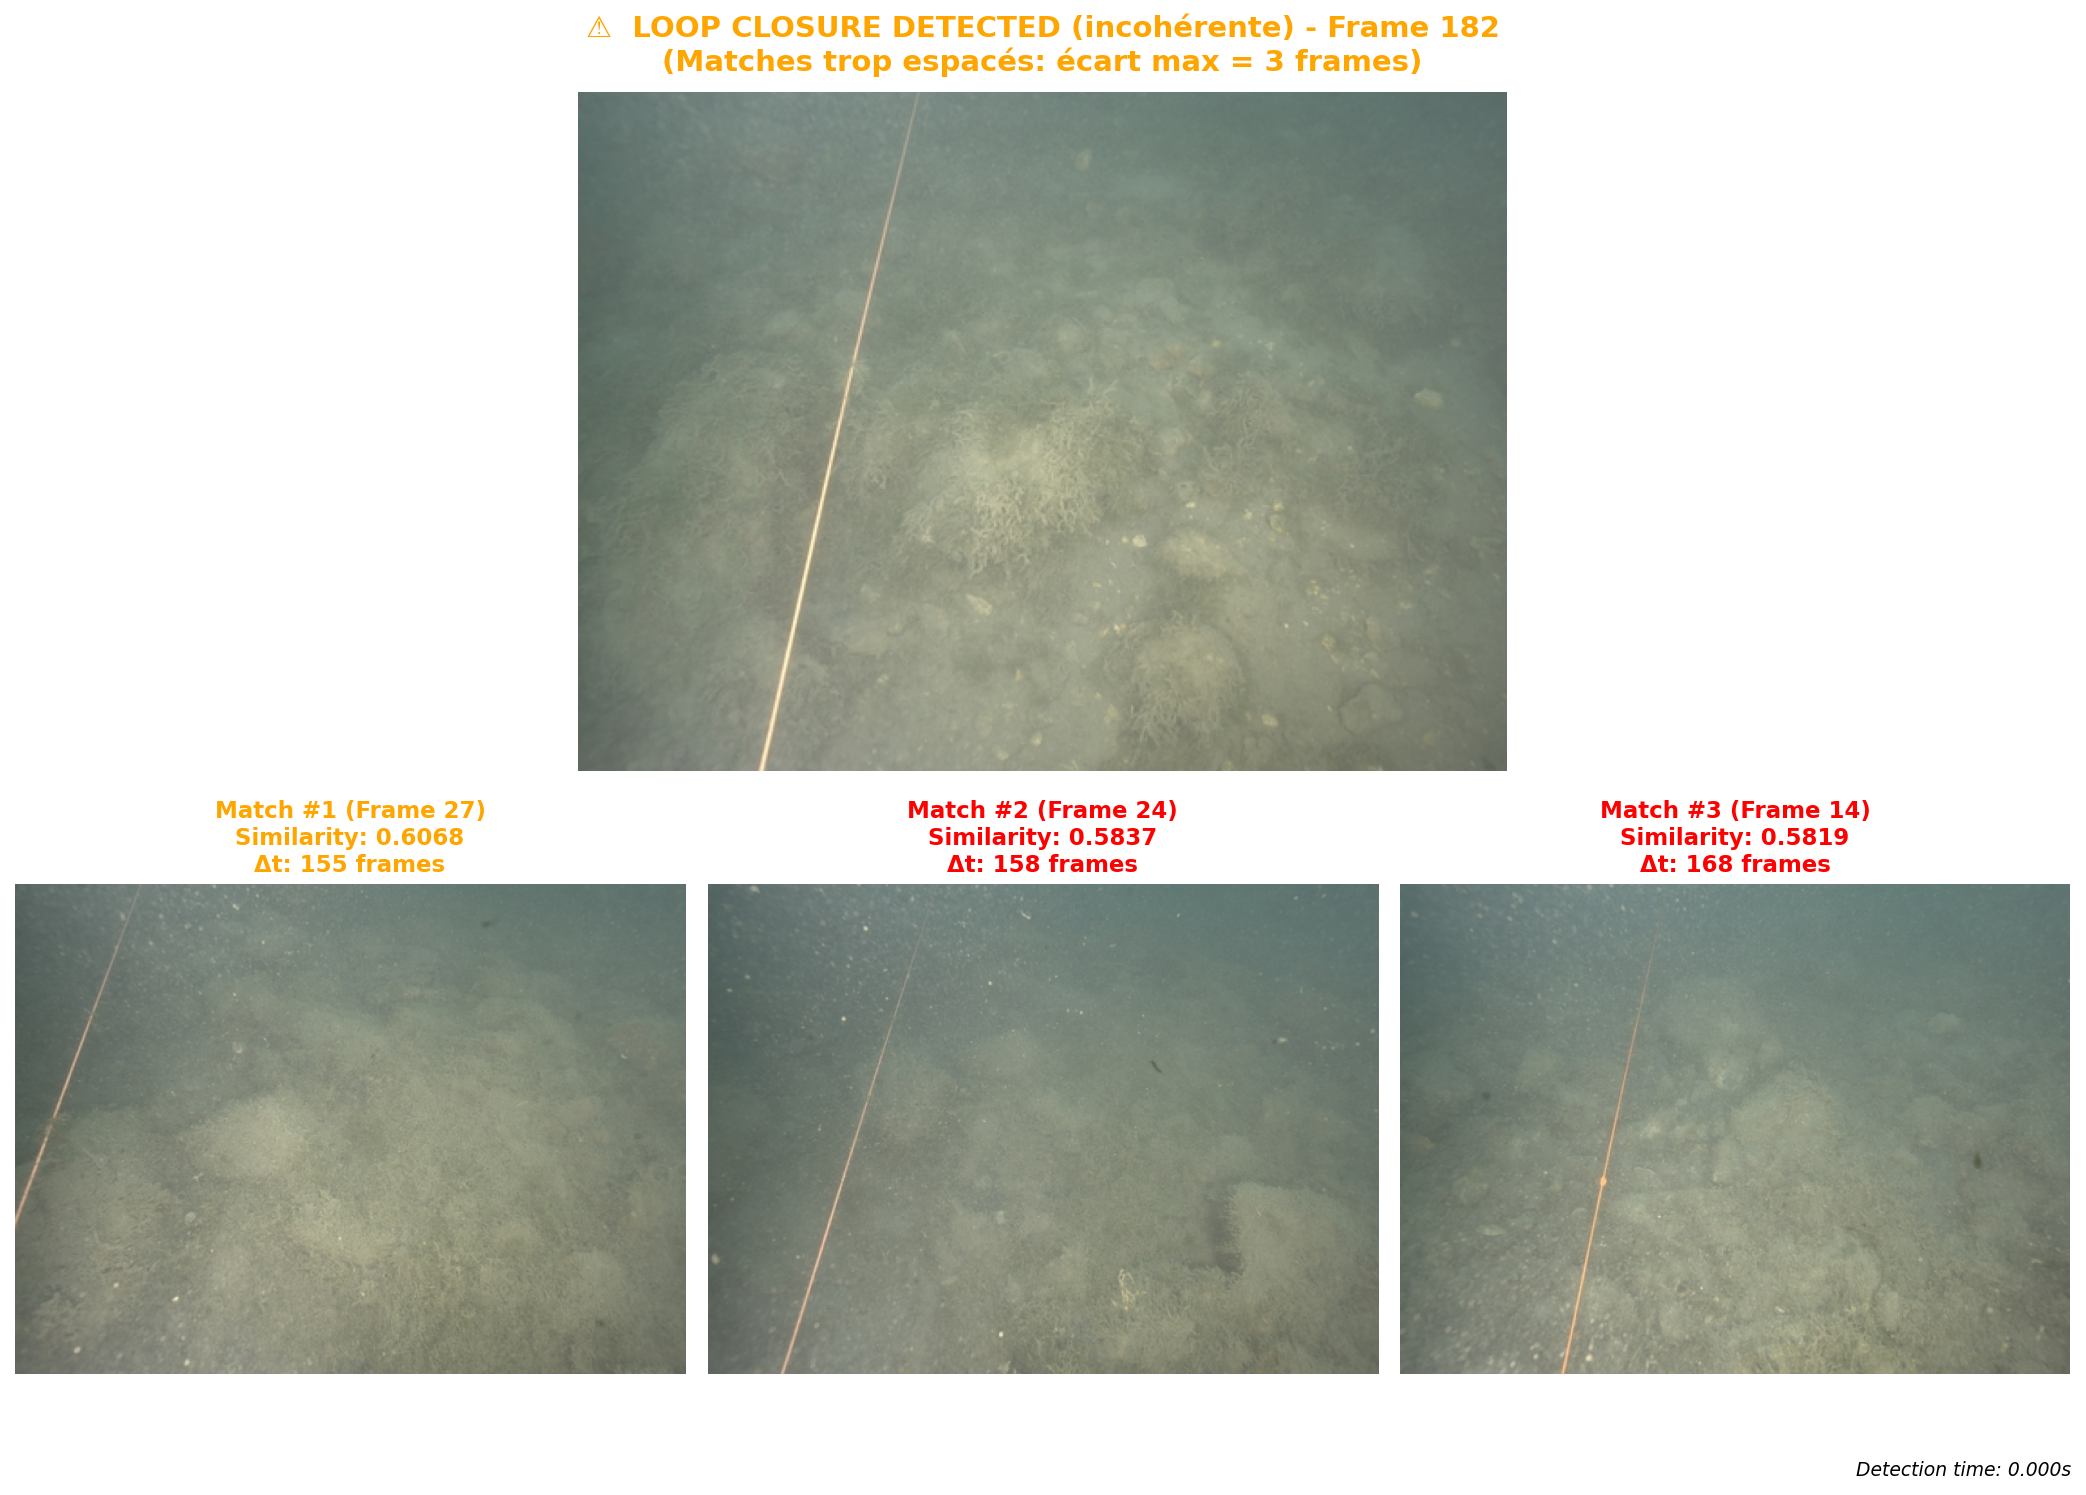 ⚠ LOOP CLOSURE DETECTED (incohérente) - Frame 182
(Matches trop espacés: écart max = 3 frames)
Match #1 (Frame 27)
Similarity: 0.6068
Δt: 155 frames
Match #2 (Frame 24)
Similarity: 0.5837
Δt: 158 frames
Match #3 (Frame 14)
Similarity: 0.5819
Δt: 168 frames
Detection time: 0.000s